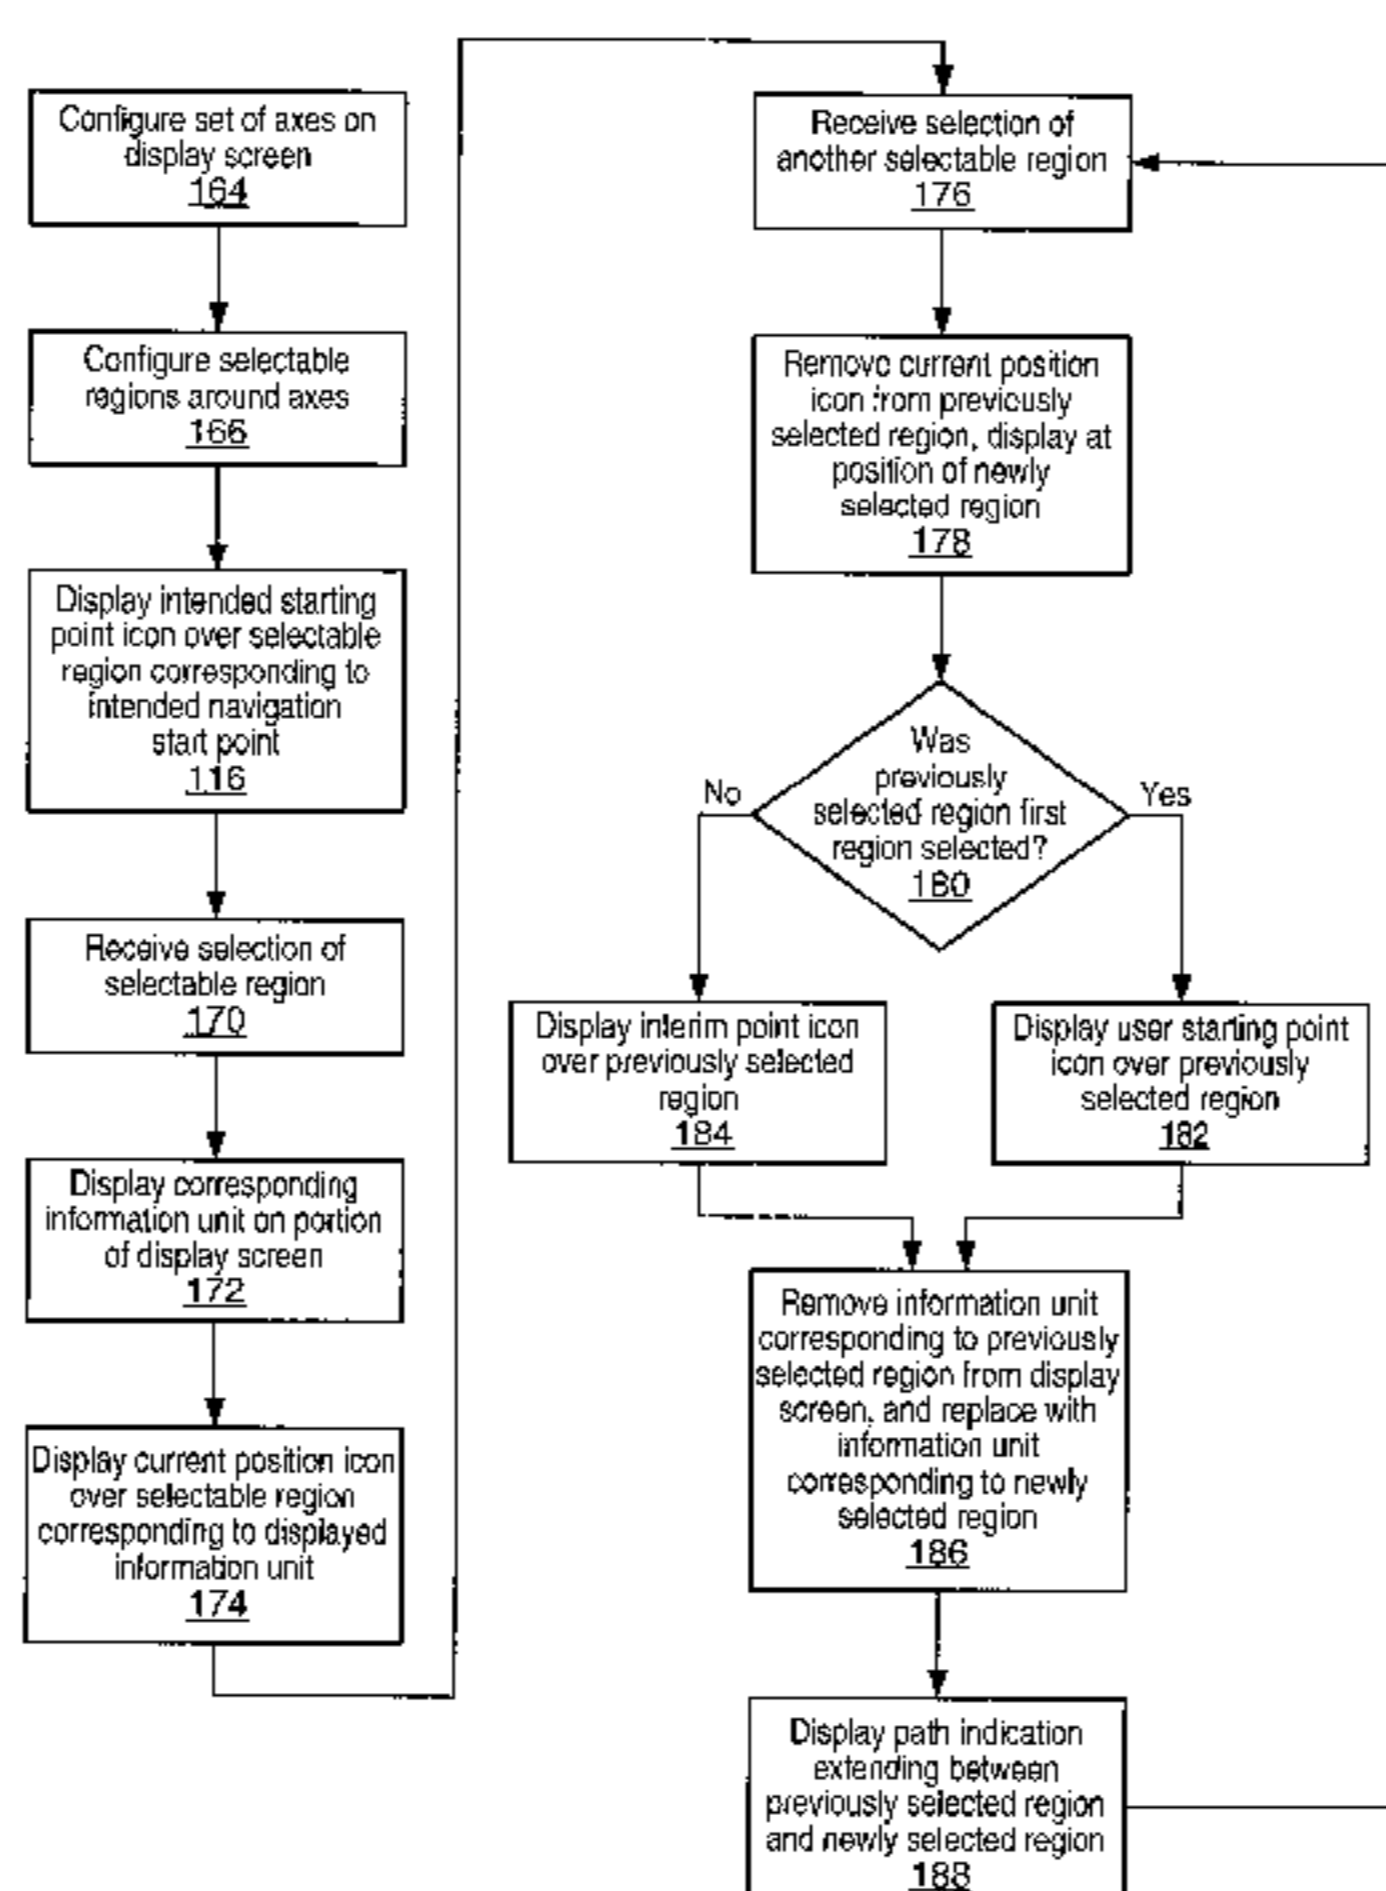 Configure set of axes on
display screen
164
Configure selectable
regions around axes
166
Display intended starting
point icon over selectable
region corresponding to
intended navigation
start point
116
Receive selection of
selectable region
170
Display corresponding
information unit on portion
of display screen
172
Display current position icon
over selectable region
corresponding to displayed
information unit
174
Receive selection of
another selectable region
176
Remove current position
icon from previously
selected region, display at
position of newly
selected region
178
Was
previously
selected region first
region selected?
180
No
Yes
Display interim point icon
over previously selected
region
184
Display user starting point
icon over previously
selected region
182
Remove information unit
corresponding to previously
selected region from display
screen, and replace with
information unit
corresponding to newly
selected region
186
Display path indication
extending between
previously selected region
and newly selected region
188